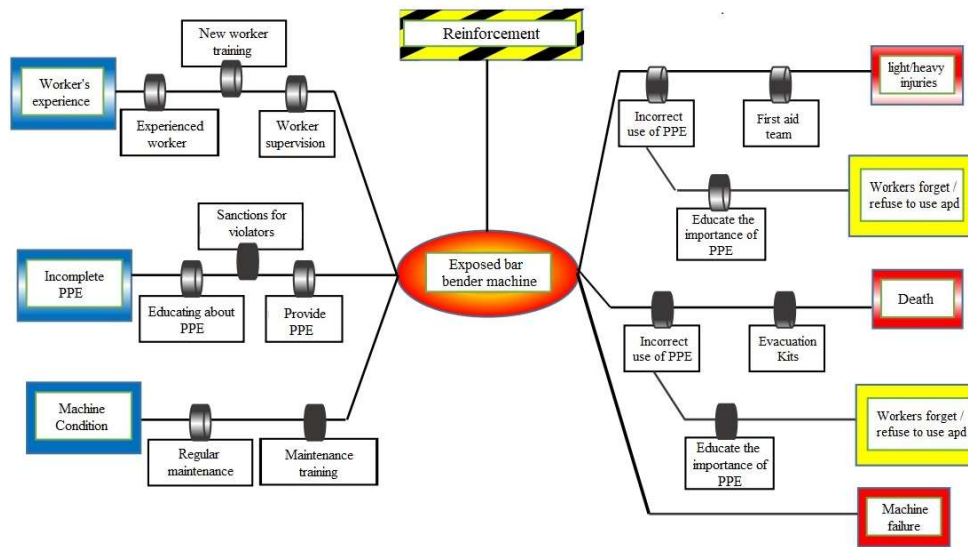 Reinforcement
New worker
training
Worker's
experience
Experienced
worker
Worker
supervision
Sanctions for
violators
Incomplete
PPE
Educating about
PPE
Provide
PPE
Machine
Condition
Regular
maintenance
Maintenance
training
Exposed bar
bender machine
light/heavy
injuries
Incorrect
use of PPE
First aid
team
Workers forget /
refuse to use apd
Educate the
importance of
PPE
Death
Incorrect
use of PPE
Evacuation
Kits
Workers forget /
refuse to use apd
Educate the
importance of
PPE
Machine
failure